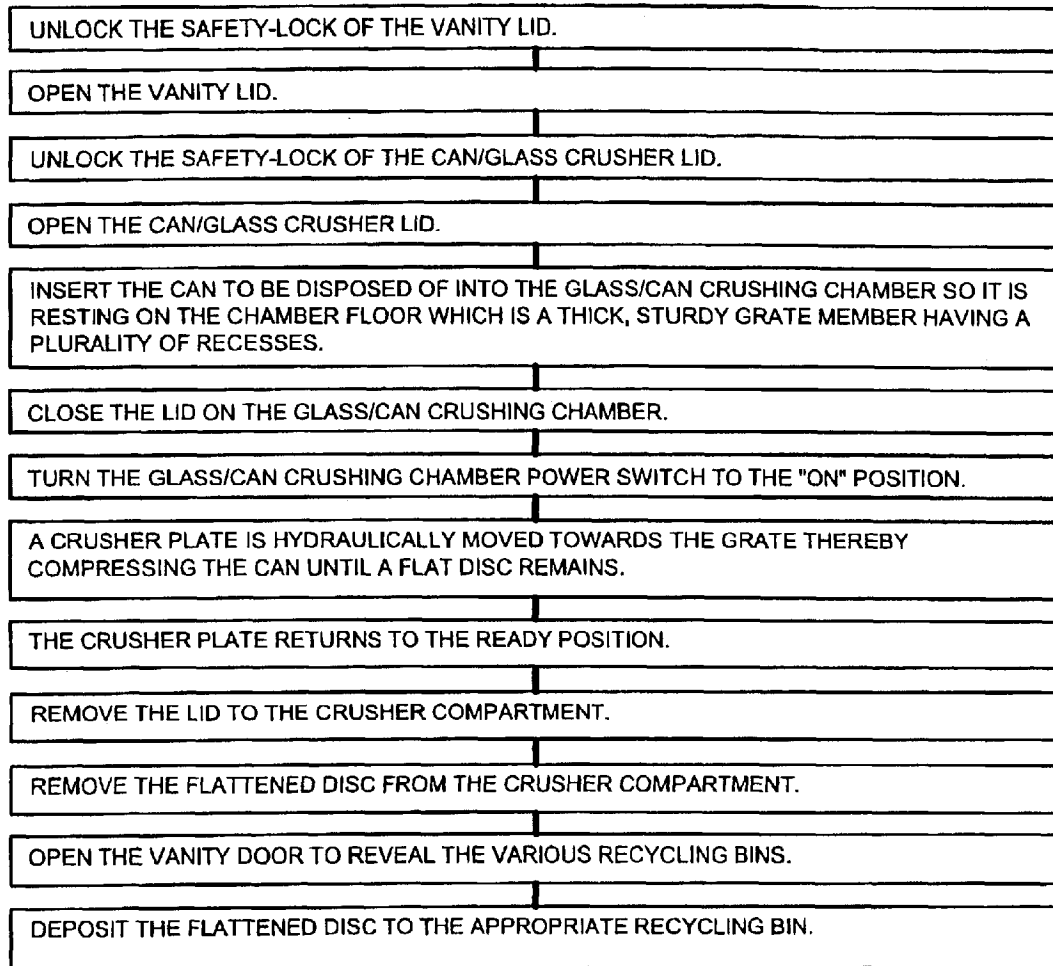 UNLOCK THE SAFETY-LOCK OF THE VANITY LID.
OPEN THE VANITY LID.
UNLOCK THE SAFETY-LOCK OF THE CAN/GLASS CRUSHER LID.
OPEN THE CAN/GLASS CRUSHER LID.
INSERT THE CAN TO BE DISPOSED OF INTO THE GLASS/CAN CRUSHING CHAMBER SO IT IS
RESTING ON THE CHAMBER FLOOR WHICH IS A THICK, STURDY GRATE MEMBER HAVING A
PLURALITY OF RECESSES.
CLOSE THE LID ON THE GLASS/CAN CRUSHING CHAMBER.
TURN THE GLASS/CAN CRUSHING CHAMBER POWER SWITCH TO THE "ON" POSITION.
A CRUSHER PLATE IS HYDRAULICALLY MOVED TOWARDS THE GRATE THEREBY
COMPRESSING THE CAN UNTIL A FLAT DISC REMAINS.
THE CRUSHER PLATE RETURNS TO THE READY POSITION.
REMOVE THE LID TO THE CRUSHER COMPARTMENT.
REMOVE THE FLATTENED DISC FROM THE CRUSHER COMPARTMENT.
OPEN THE VANITY DOOR TO REVEAL THE VARIOUS RECYCLING BINS.
DEPOSIT THE FLATTENED DISC TO THE APPROPRIATE RECYCLING BIN.